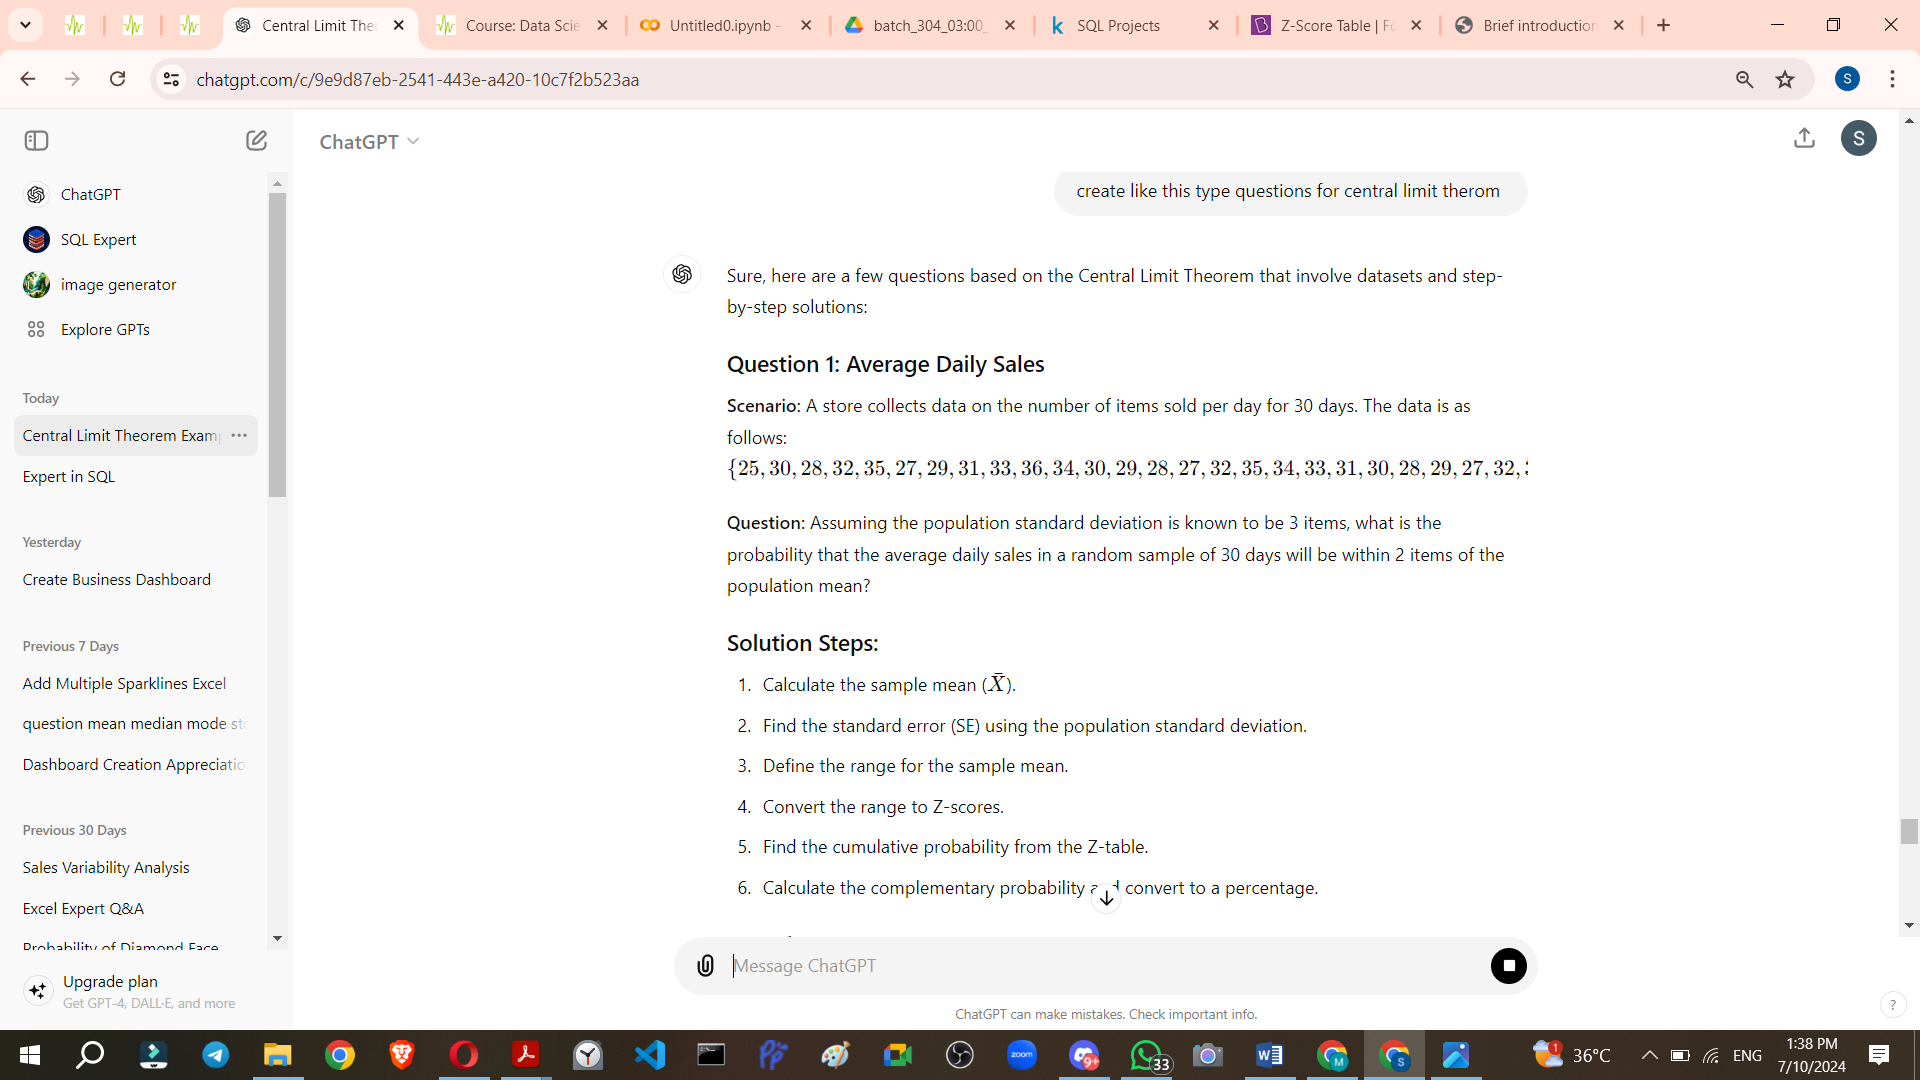 Central Limit The
Course: Data Scie
Untitled0.ipynb -
batch_304_03:00_
SQL Projects
Z-Score Table | Fo
Brief introduction
chatgpt.com/c/9e9d87eb-2541-443e-a420-10c7f2b523aa
S
ChatGPT
S
ChatGPT
SQL Expert
image generator
Explore GPTs
Today
Central Limit Theorem Exam
Expert in SQL
Yesterday
Create Business Dashboard
Previous 7 Days
Add Multiple Sparklines Excel
question mean median mode sto
Dashboard Creation Appreciatio
Previous 30 Days
Sales Variability Analysis
Excel Expert Q&A
Probability of Diamond Face
Upgrade plan
Get GPT-4, DALL·E, and more
create like this type questions for central limit therom
Sure, here are a few questions based on the Central Limit Theorem that involve datasets and step-
by-step solutions:
Question 1: Average Daily Sales
Scenario: A store collects data on the number of items sold per day for 30 days. The data is as
follows:
{25, 30, 28, 32, 35, 27, 29, 31, 33, 36, 34, 30, 29, 28, 27, 32, 35, 34, 33, 31, 30, 28, 29, 27, 32,
Question: Assuming the population standard deviation is known to be 3 items, what is the
probability that the average daily sales in a random sample of 30 days will be within 2 items of the
population mean?
Solution Steps:
1. Calculate the sample mean (X̄).
2. Find the standard error (SE) using the population standard deviation.
3. Define the range for the sample mean.
4. Convert the range to Z-scores.
5. Find the cumulative probability from the Z-table.
6. Calculate the complementary probability and convert to a percentage.
Message ChatGPT
ChatGPT can make mistakes. Check important info.
?
zoom
9+
33
M
S
1
36°C
ENG
1:38 PM
7/10/2024